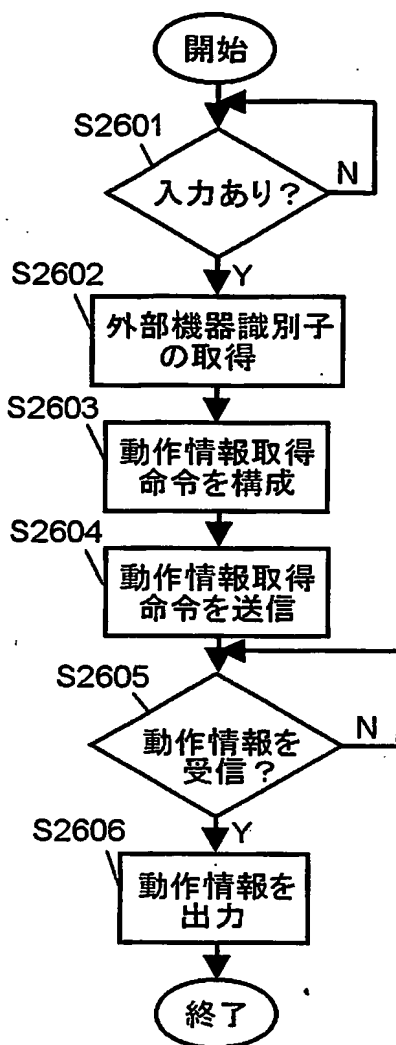 開始
S2601
入力あり?
N
Y
S2602
外部機器識別子
の取得
S2603
動作情報取得
命令を構成
S2604
動作情報取得
命令を送信
S2605
動作情報を
受信?
N
Y
S2606
動作情報を
出力
終了